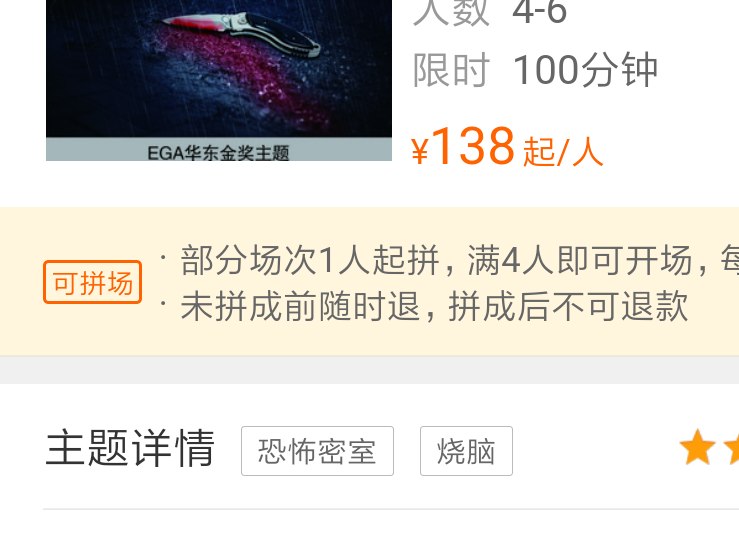 人数 4-6
限时 100分钟
EGA华东金奖主题
¥138起/人
可拼场
· 部分场次1人起拼，满4人即可开场，每
· 未拼成前随时退，拼成后不可退款
主题详情 恐怖密室 烧脑